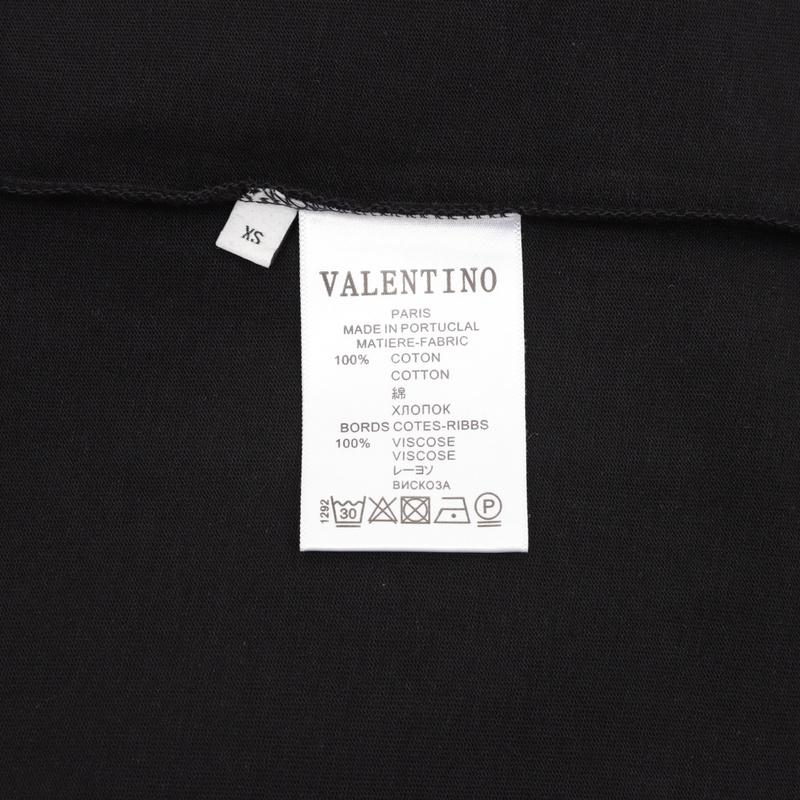 XS
VALENTINO
PARIS
MADE IN PORTUCLAL
MATIERE-FABRIC
100% COTON
COTTON
綿
ХЛОПОК
BORDS COTES-RIBBS
100% VISCOSE
VISCOSE
レーヨン
ВИСКОЗА
1292 30 P